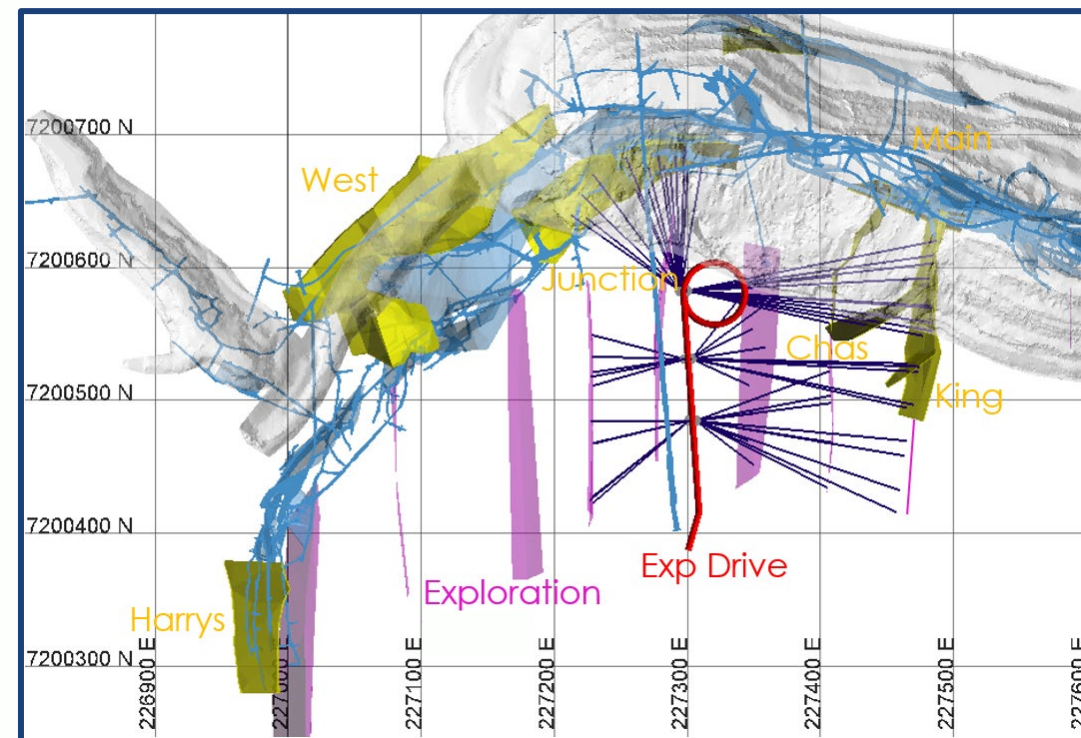 7200700 N
Main
West
7200600 N
Junction
Chas
7200500 N
King
7200400 N
Exp Drive
Exploration
Harrys
7200300 N
226900 E
227000 E
227100 E
227200 E
227300 E
227400 E
227500 E
227600 E